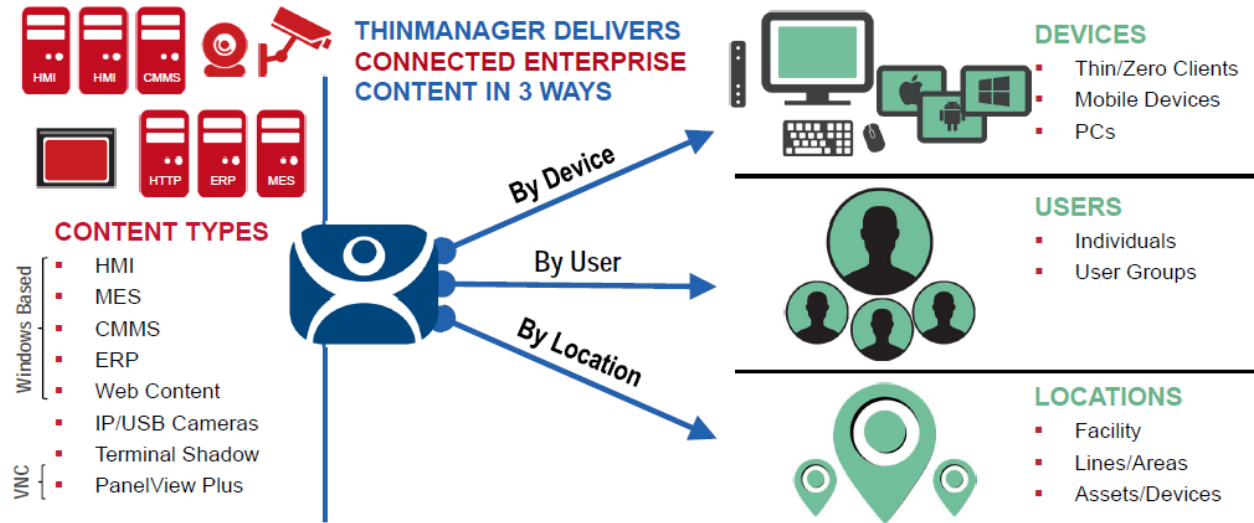 HMI
HMI
CMMS
HTTP
ERP
MES
THINMANAGER DELIVERS
CONNECTED ENTERPRISE
CONTENT IN 3 WAYS
CONTENT TYPES
Windows Based
▪ HMI
▪ MES
▪ CMMS
▪ ERP
▪ Web Content
▪ IP/USB Cameras
▪ Terminal Shadow
VNC
▪ PanelView Plus
By Device
By User
By Location
DEVICES
▪ Thin/Zero Clients
▪ Mobile Devices
▪ PCs
USERS
▪ Individuals
▪ User Groups
LOCATIONS
▪ Facility
▪ Lines/Areas
▪ Assets/Devices